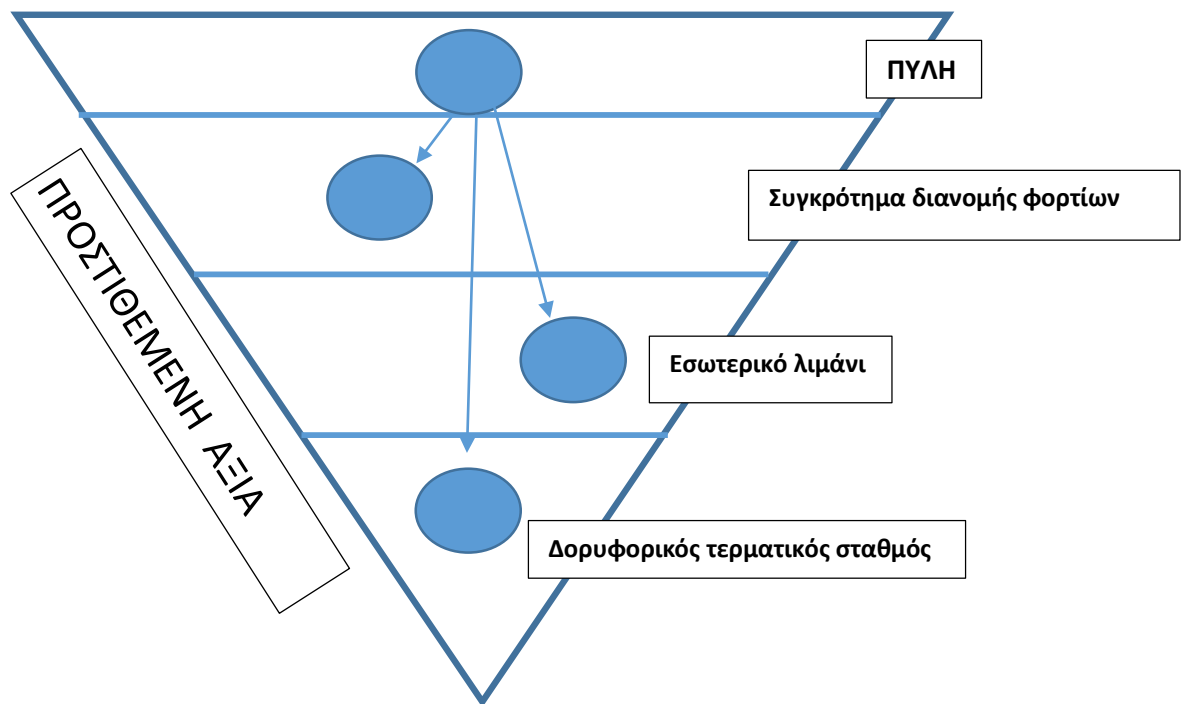 ΠΥΛΗ
Συγκρότημα διανομής φορτίων
ΠΡΟΣΤΙΘΕΜΕΝΗ ΑΞΙΑ
Εσωτερικό λιμάνι
Δορυφορικός τερματικός σταθμός